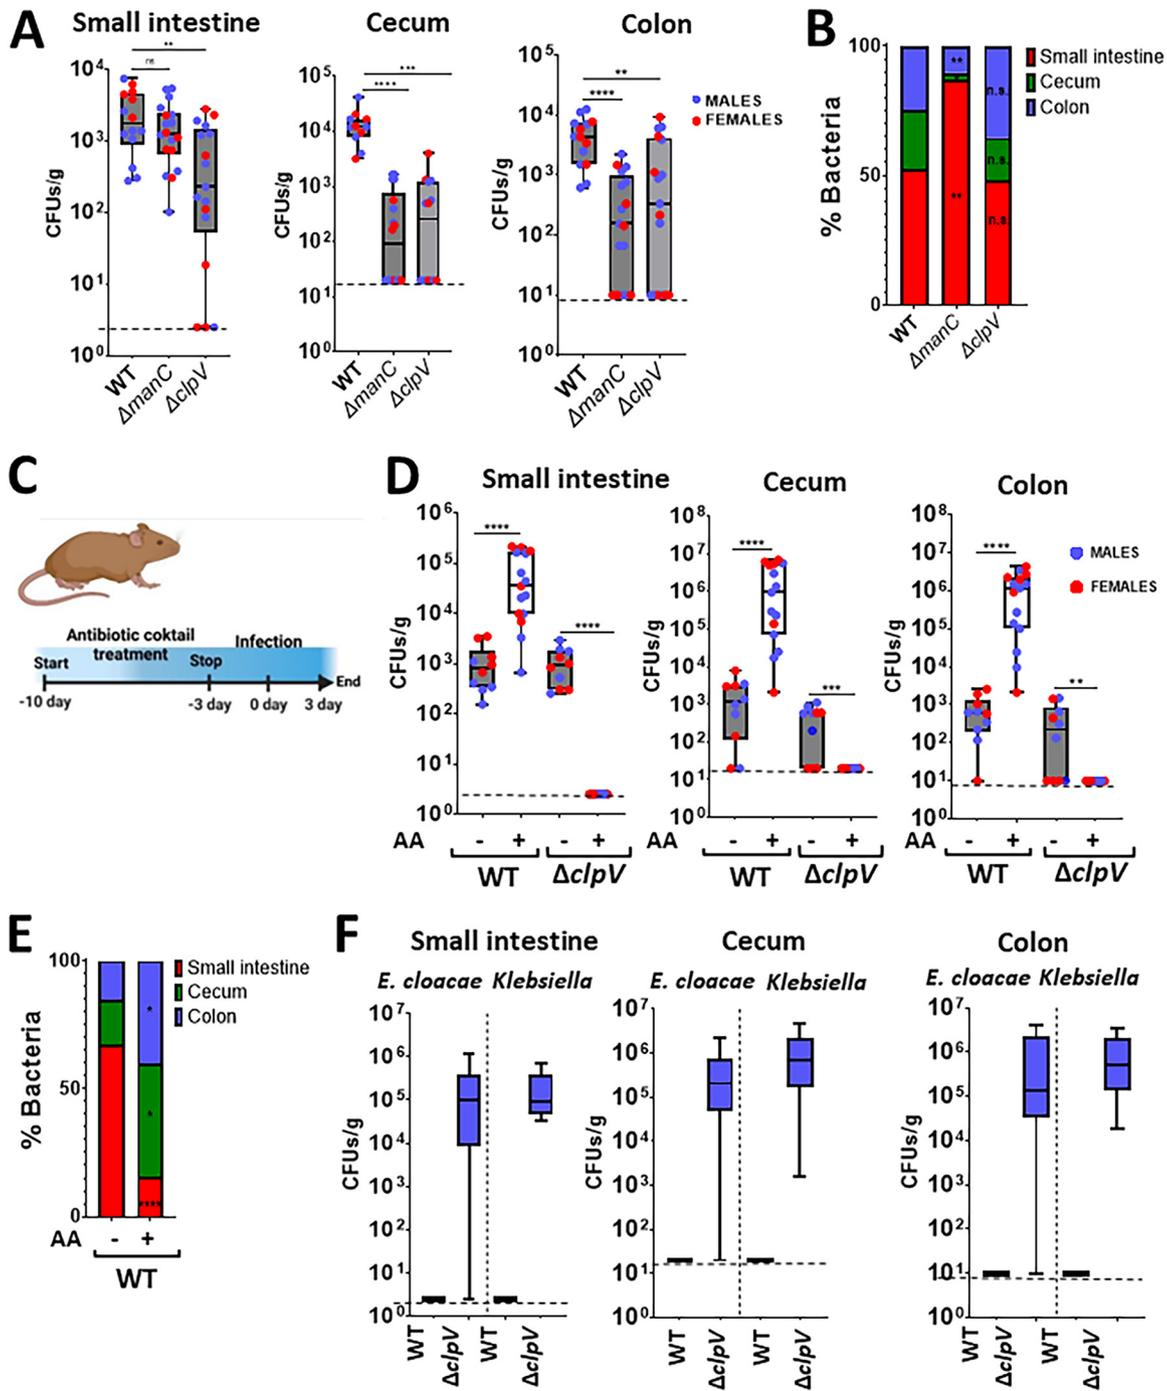 A
Small intestine
Cecum
Colon
**
ns
CFUs/g
10⁴
10³
10²
10¹
10⁰
WT
ΔmanC
ΔclpV
***
****
CFUs/g
10⁵
10⁴
10³
10²
10¹
10⁰
WT
ΔmanC
ΔclpV
**
****
CFUs/g
10⁵
10⁴
10³
10²
10¹
10⁰
WT
ΔmanC
ΔclpV
MALES
FEMALES
B
% Bacteria
100
50
0
**
**
n.s.
n.s.
n.s.
WT
ΔmanC
ΔclpV
Small intestine
Cecum
Colon
C
Antibiotic coktail
treatment
Infection
Start
Stop
End
-10 day
-3 day
0 day
3 day
D
Small intestine
Cecum
Colon
****
****
CFUs/g
10⁶
10⁵
10⁴
10³
10²
10¹
10⁰
AA
-
+
-
+
WT
ΔclpV
****
***
CFUs/g
10⁸
10⁷
10⁶
10⁵
10⁴
10³
10²
10¹
10⁰
AA
-
+
-
+
WT
ΔclpV
****
**
CFUs/g
10⁸
10⁷
10⁶
10⁵
10⁴
10³
10²
10¹
10⁰
AA
-
+
-
+
WT
ΔclpV
MALES
FEMALES
E
% Bacteria
100
50
0
*
*
****
AA
-
+
WT
Small intestine
Cecum
Colon
F
Small intestine
Cecum
Colon
E. cloacae Klebsiella
E. cloacae Klebsiella
E. cloacae Klebsiella
CFUs/g
10⁷
10⁶
10⁵
10⁴
10³
10²
10¹
10⁰
WT
ΔclpV
WT
ΔclpV
CFUs/g
10⁷
10⁶
10⁵
10⁴
10³
10²
10¹
10⁰
WT
ΔclpV
WT
ΔclpV
CFUs/g
10⁷
10⁶
10⁵
10⁴
10³
10²
10¹
10⁰
WT
ΔclpV
WT
ΔclpV